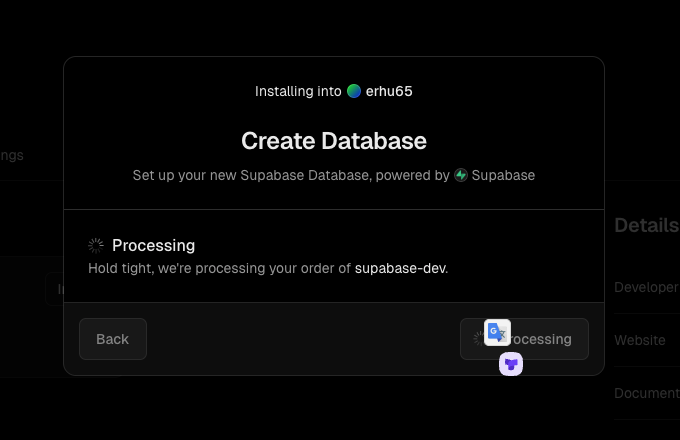 Installing into erhu65
Create Database
Set up your new Supabase Database, powered by Supabase
ngs
Details
Processing
Hold tight, we're processing your order of supabase-dev.
Developer
Back
rocessing
Website
Document